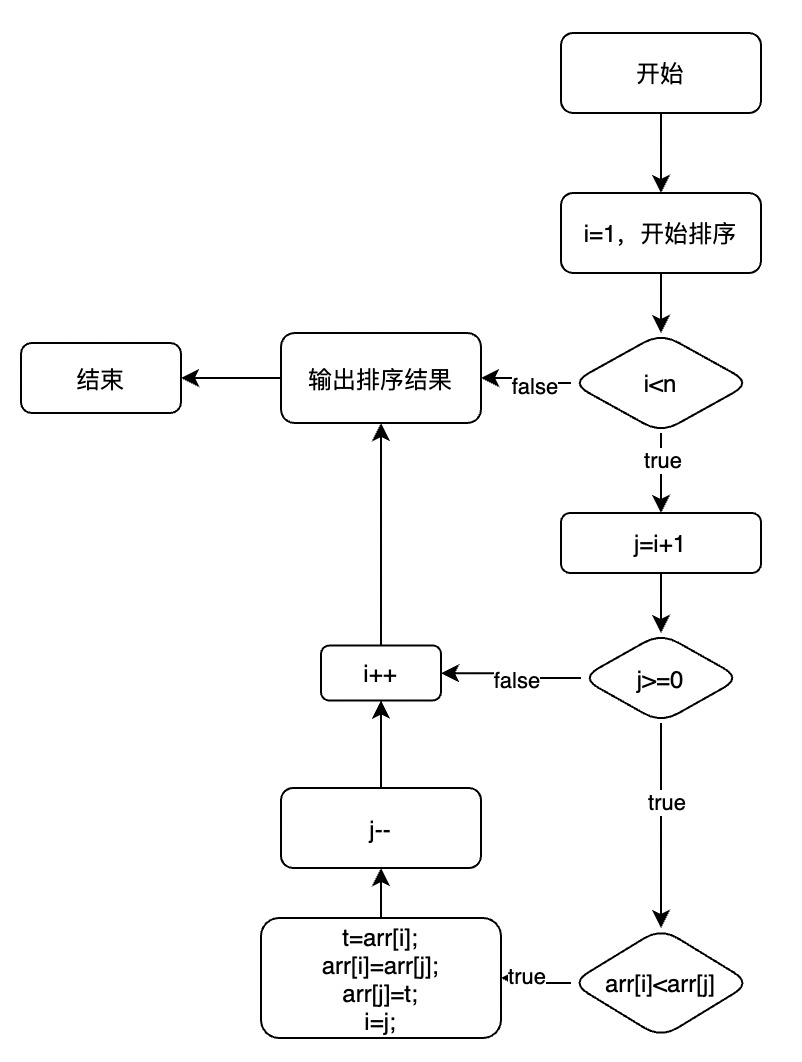 开始
i=1，开始排序
i<n
false
输出排序结果
结束
true
j=i+1
j>=0
false
i++
true
j--
arr[i]<arr[j]
true
t=arr[i];
arr[i]=arr[j];
arr[j]=t;
i=j;